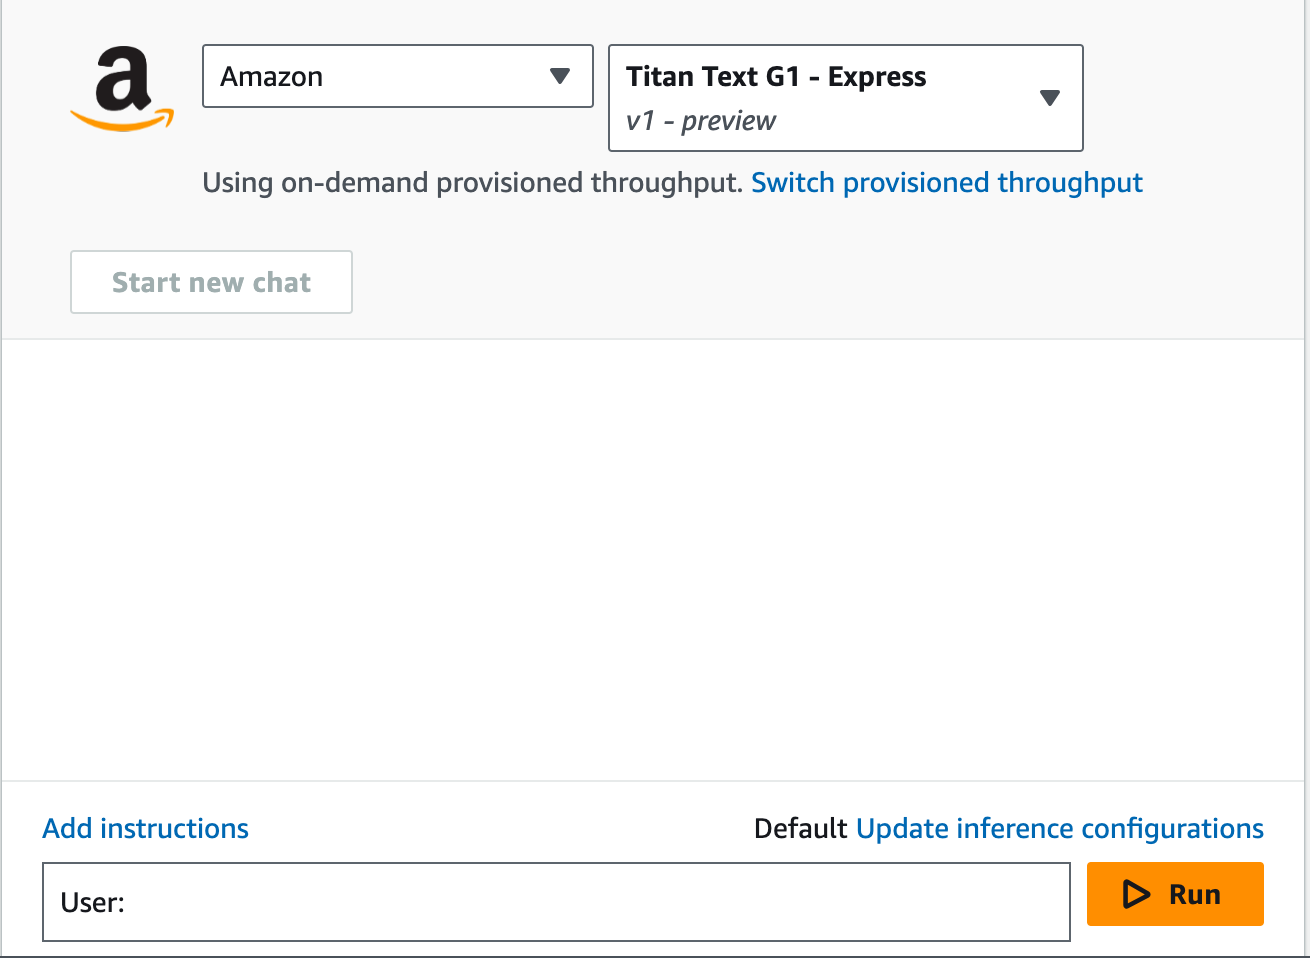 a
Amazon
Titan Text G1 - Express
v1 - preview
Using on-demand provisioned throughput. Switch provisioned throughput
Start new chat
Add instructions
Default Update inference configurations
User:
Run